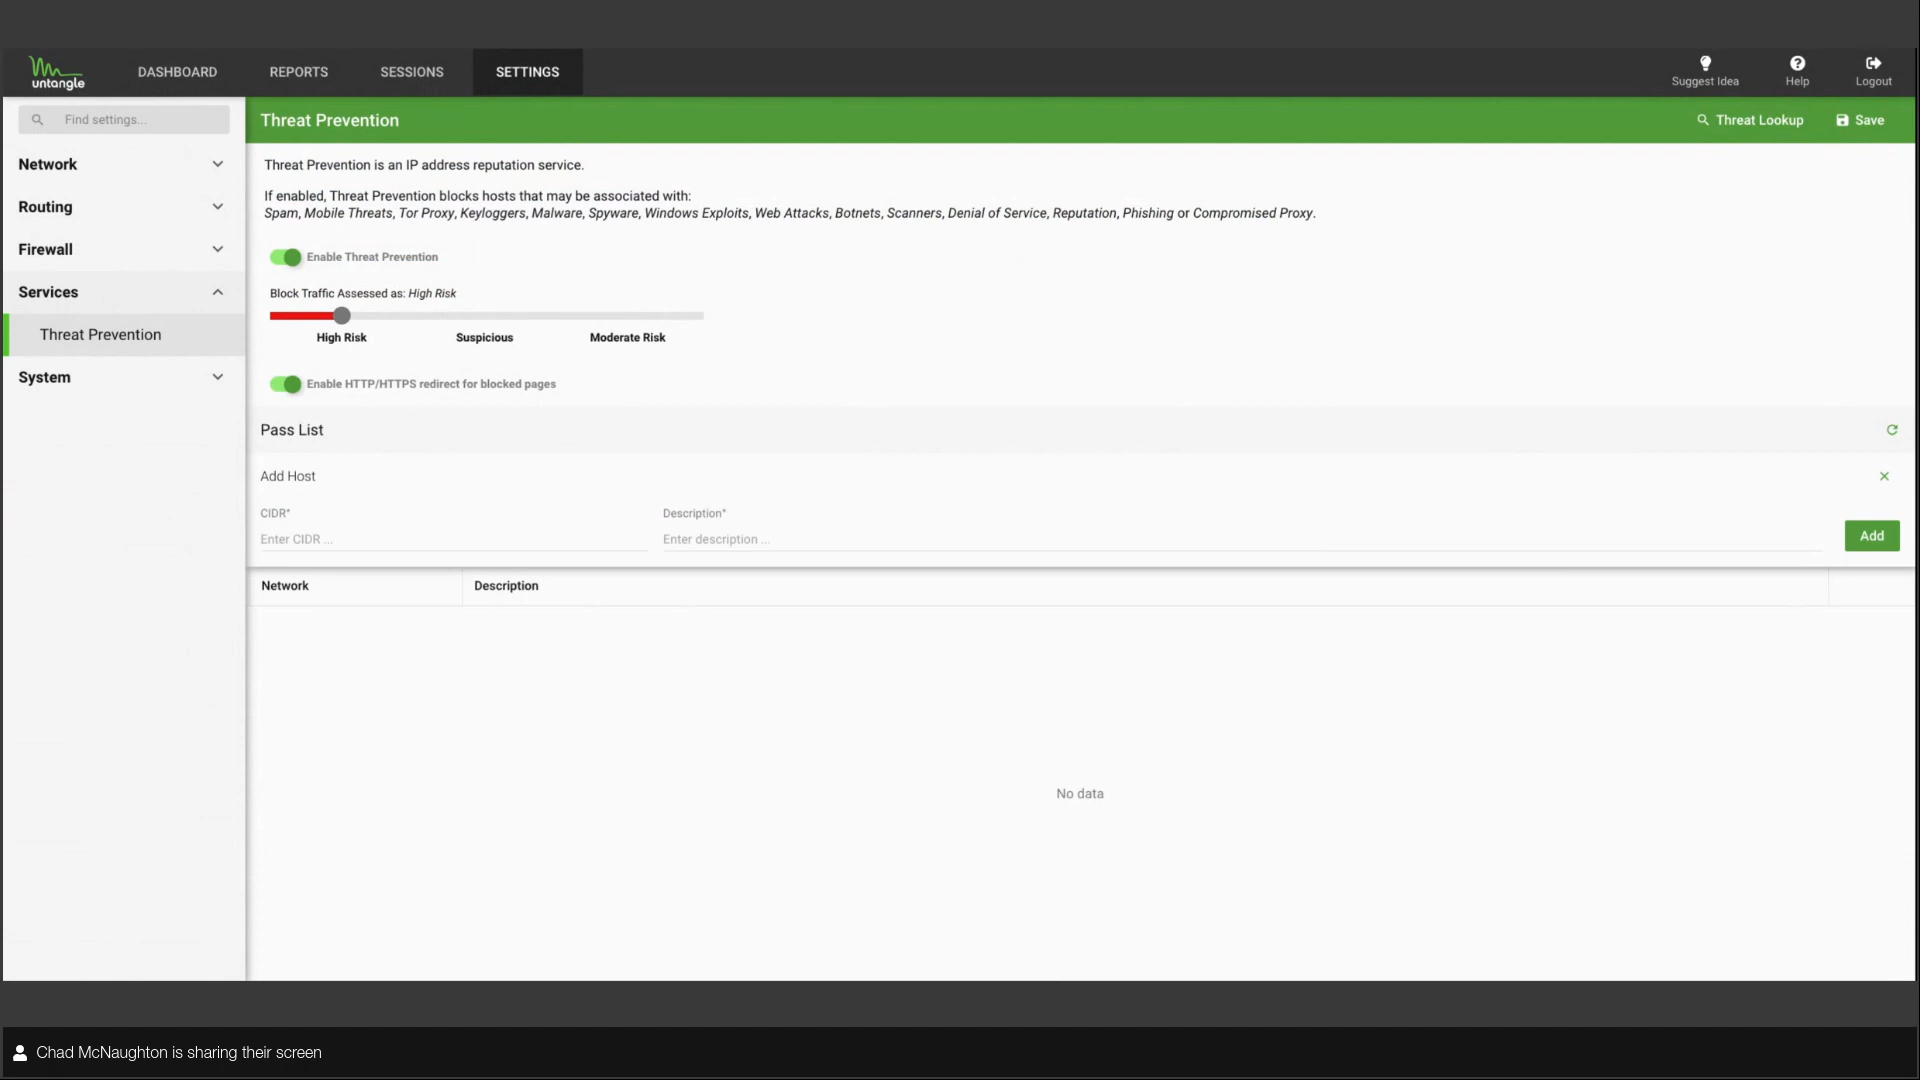 untangle
DASHBOARD
REPORTS
SESSIONS
SETTINGS
Suggest Idea
Help
Logout
Find settings...
Threat Prevention
Threat Lookup
Save
Network
Routing
Firewall
Services
Threat Prevention
System
Threat Prevention is an IP address reputation service.
If enabled, Threat Prevention blocks hosts that may be associated with:
Spam, Mobile Threats, Tor Proxy, Keyloggers, Malware, Spyware, Windows Exploits, Web Attacks, Botnets, Scanners, Denial of Service, Reputation, Phishing or Compromised Proxy.
Enable Threat Prevention
Block Traffic Assessed as: High Risk
High Risk
Suspicious
Moderate Risk
Enable HTTP/HTTPS redirect for blocked pages
Pass List
Add Host
CIDR*
Description*
Enter CIDR ...
Enter description ...
Add
Network
Description
No data
Chad McNaughton is sharing their screen